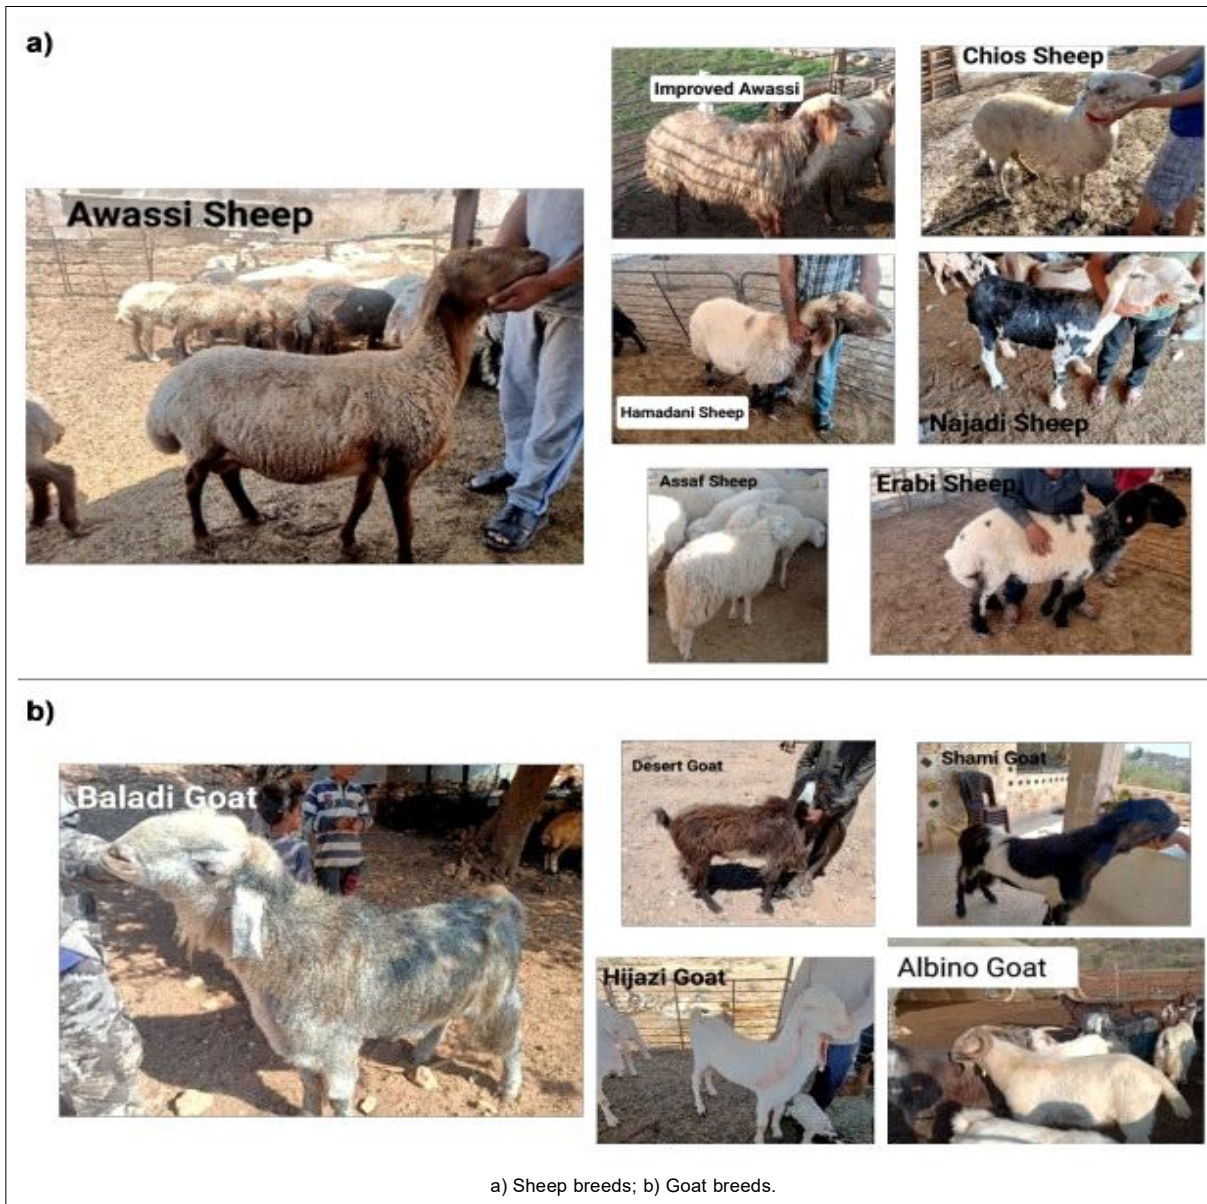 a)
Awassi Sheep
Improved Awassi
Chios Sheep
Hamadani Sheep
Najadi Sheep
Assaf Sheep
Erabi Sheep
b)
Baladi Goat
Desert Goat
Shami Goat
Hijazi Goat
Albino Goat
a) Sheep breeds; b) Goat breeds.